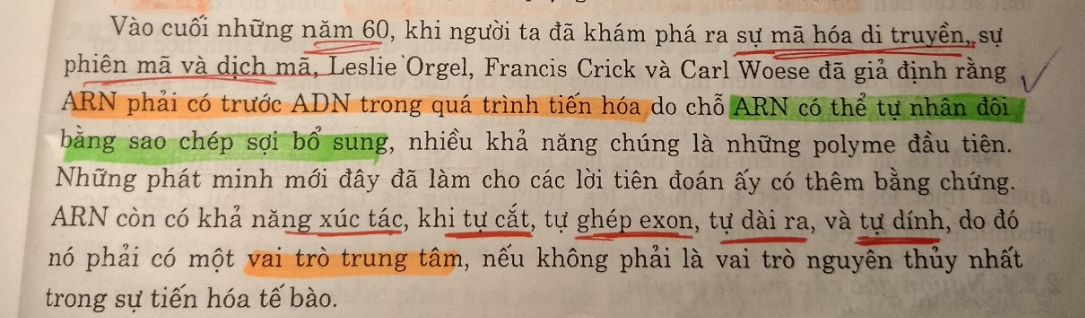 Vào cuối những năm 60, khi người ta đã khám phá ra sự mã hóa di truyền, sự
phiên mã và dịch mã, Leslie Orgel, Francis Crick và Carl Woese đã giả định rằng
ARN phải có trước ADN trong quá trình tiến hóa do chỗ ARN có thể tự nhân đôi
bằng sao chép sợi bổ sung, nhiều khả năng chúng là những polyme đầu tiên.
Những phát minh mới đây đã làm cho các lời tiên đoán ấy có thêm bằng chứng.
ARN còn có khả năng xúc tác, khi tự cắt, tự ghép exon, tự dài ra, và tự dính, do đó
nó phải có một vai trò trung tâm, nếu không phải là vai trò nguyên thủy nhất
trong sự tiến hóa tế bào.